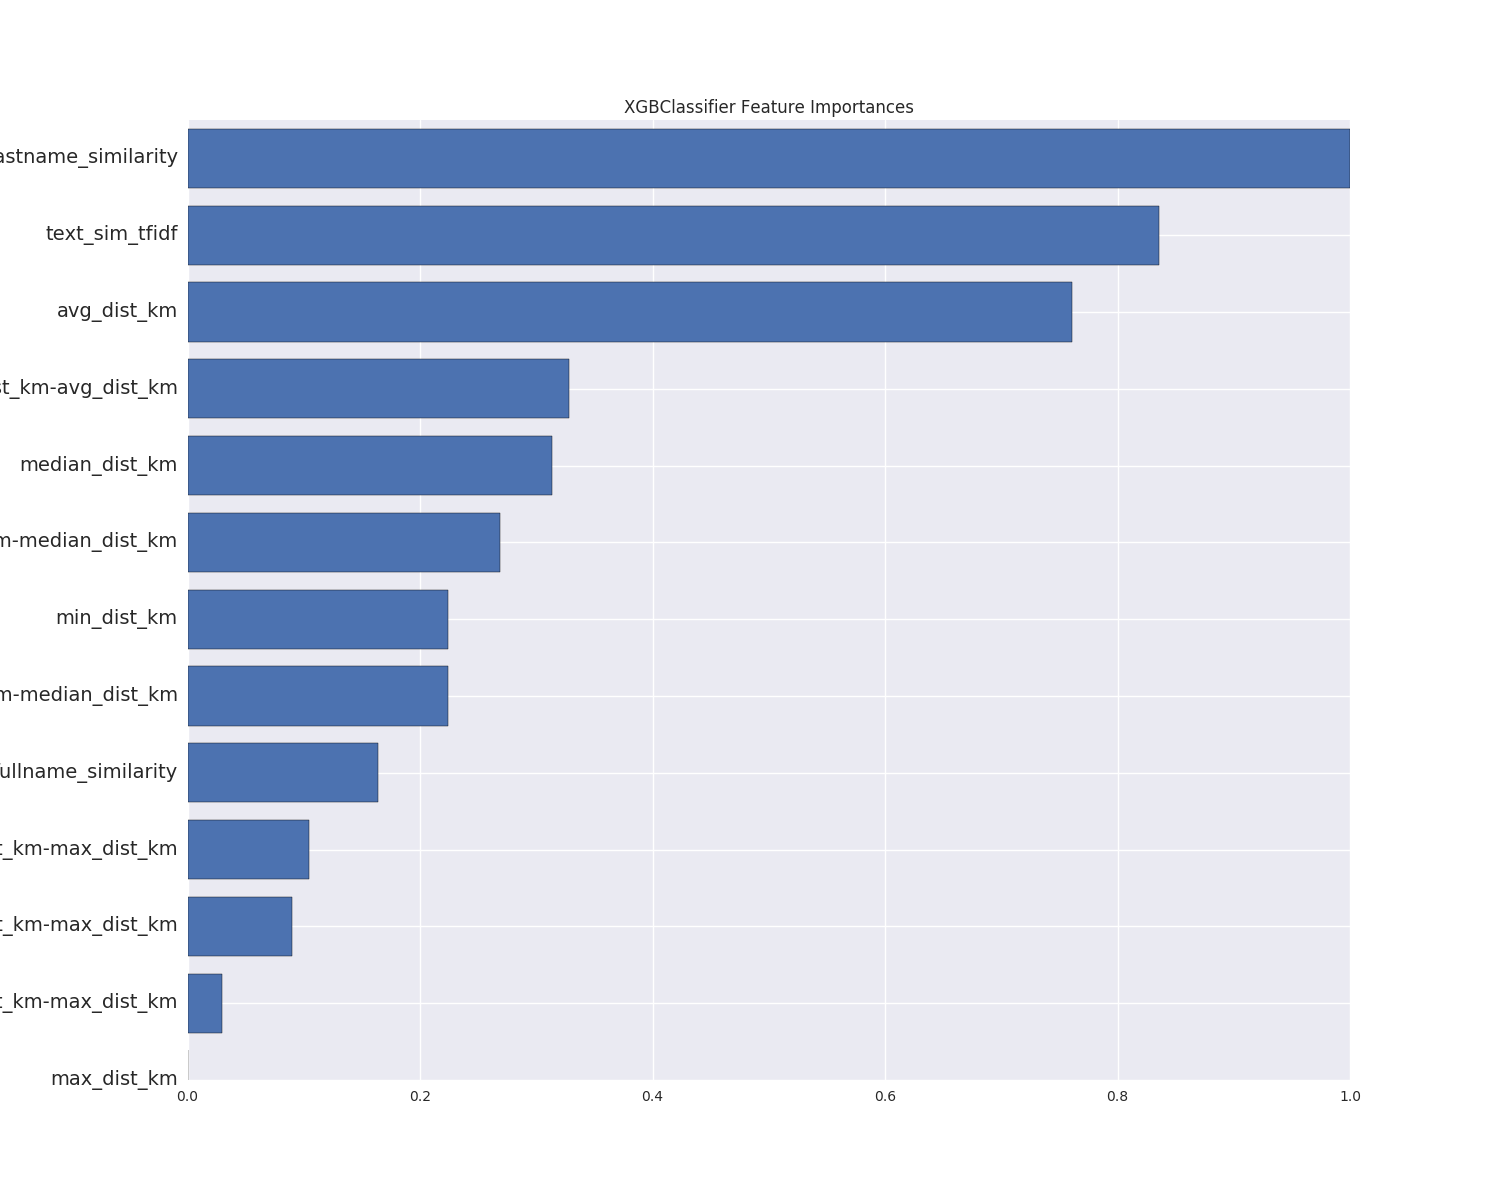 XGBClassifier Feature Importances
astname_similarity
text_sim_tfidf
avg_dist_km
st_km-avg_dist_km
median_dist_km
m-median_dist_km
min_dist_km
m-median_dist_km
ullname_similarity
t_km-max_dist_km
t_km-max_dist_km
t_km-max_dist_km
max_dist_km
0.0 0.2 0.4 0.6 0.8 1.0